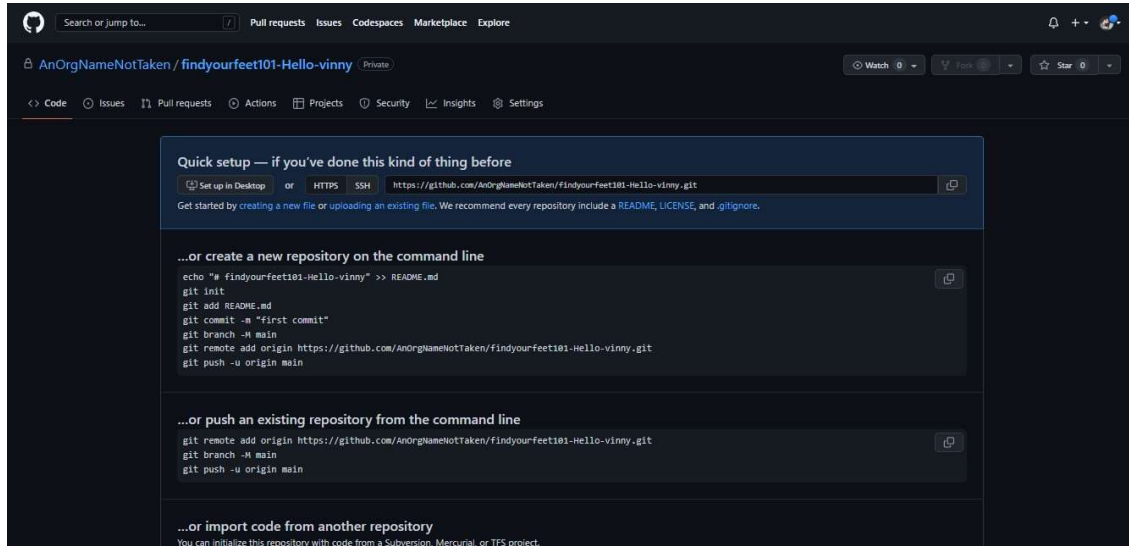 Search or jump to... /
Pull requests Issues Codespaces Marketplace Explore
AnOrgNameNotTaken / findyourfeet101-Hello-vinny Private
Watch 0 Fork 0 Star 0
Code Issues Pull requests Actions Projects Security Insights Settings
Quick setup — if you've done this kind of thing before
Set up in Desktop or HTTPS SSH https://github.com/AnOrgNameNotTaken/findyourfeet101-Hello-vinny.git
Get started by creating a new file or uploading an existing file. We recommend every repository include a README, LICENSE, and .gitignore.
...or create a new repository on the command line
echo "# findyourfeet101-Hello-vinny" >> README.md
git init
git add README.md
git commit -m "first commit"
git branch -M main
git remote add origin https://github.com/AnOrgNameNotTaken/findyourfeet101-Hello-vinny.git
git push -u origin main
...or push an existing repository from the command line
git remote add origin https://github.com/AnOrgNameNotTaken/findyourfeet101-Hello-vinny.git
git branch -M main
git push -u origin main
...or import code from another repository
You can initialize this repository with code from a Subversion, Mercurial, or TFS project.